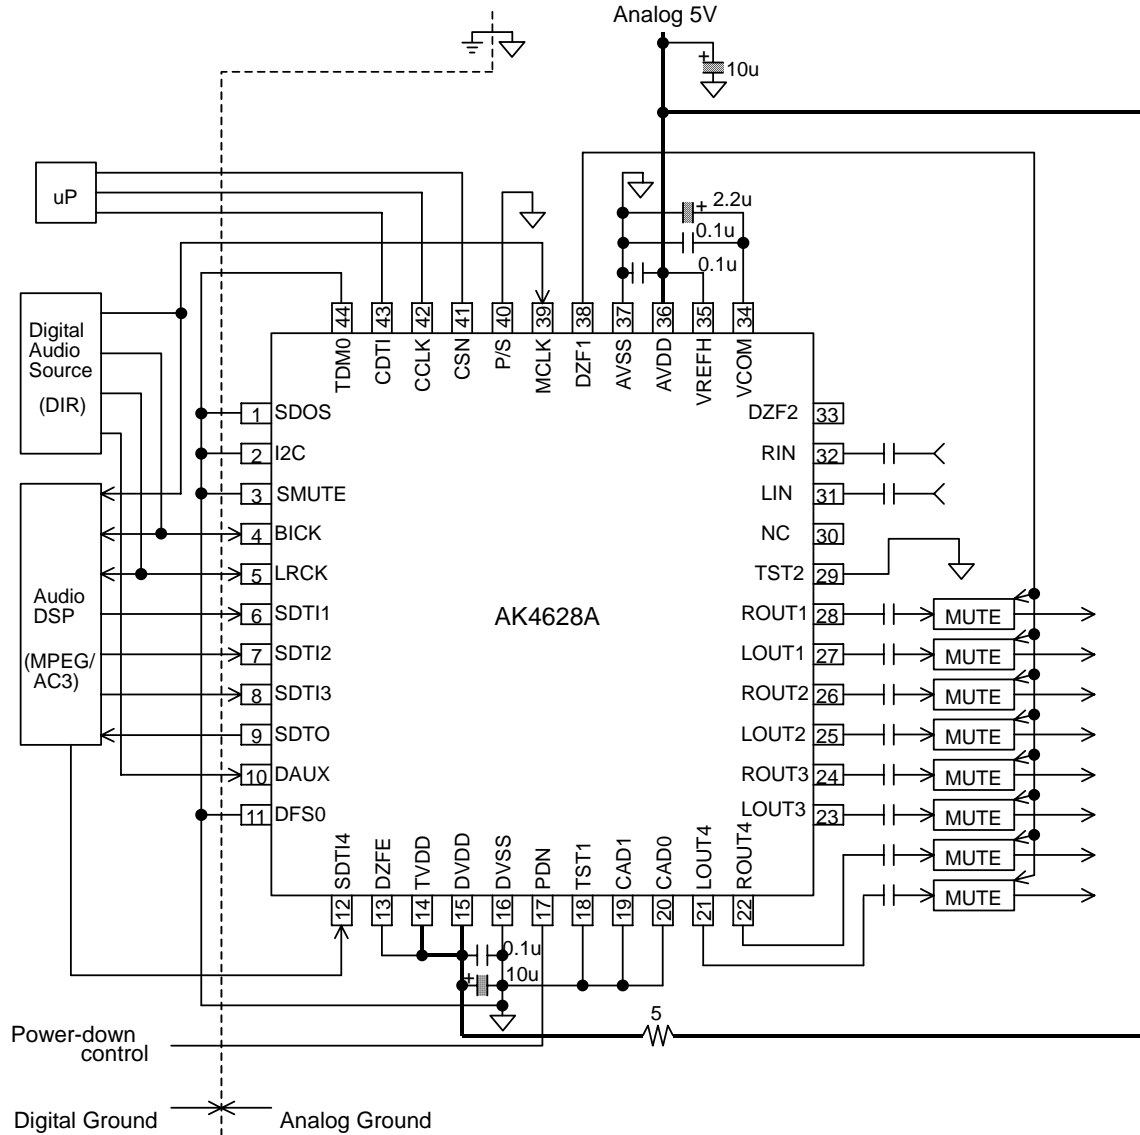 Analog 5V
+
10u
uP
+ 2.2u
0.1u
0.1u
44
43
42
41
40
39
38
37
36
35
34
TDM0
CDTI
CCLK
CSN
P/S
MCLK
DZF1
AVSS
AVDD
VREFH
VCOM
Digital
Audio
Source
(DIR)
Audio
DSP
(MPEG/
AC3)
1 SDOS
2 I2C
3 SMUTE
4 BICK
5 LRCK
6 SDTI1
7 SDTI2
8 SDTI3
9 SDTO
10 DAUX
11 DFS0
AK4628A
DZF2 33
RIN 32
LIN 31
NC 30
TST2 29
ROUT1 28
LOUT1 27
ROUT2 26
LOUT2 25
ROUT3 24
LOUT3 23
MUTE
MUTE
MUTE
MUTE
MUTE
MUTE
MUTE
MUTE
SDTI4
DZFE
TVDD
DVDD
DVSS
PDN
TST1
CAD1
CAD0
LOUT4
ROUT4
12
13
14
15
16
17
18
19
20
21
22
0.1u
+ 10u
5
Power-down
control
Digital Ground
Analog Ground